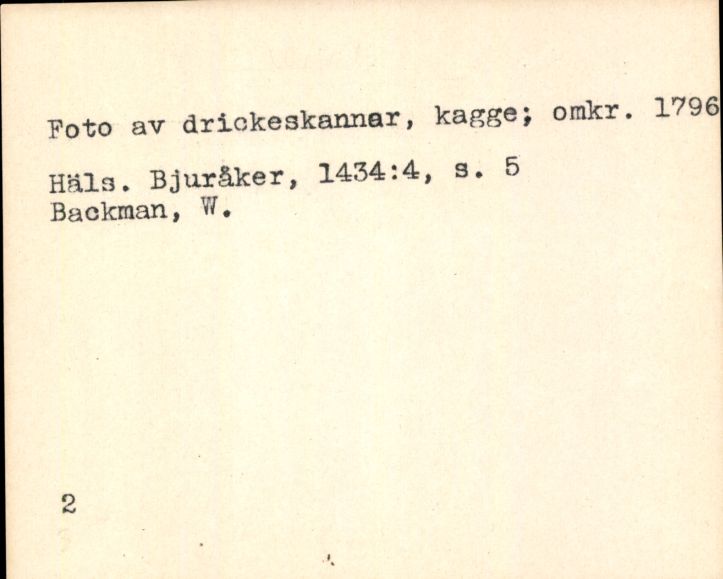 Foto av drickeskannar, kagge; omkr. 1796
Häls. Bjuråker, 1434:4, s. 5
Backman, W.
2